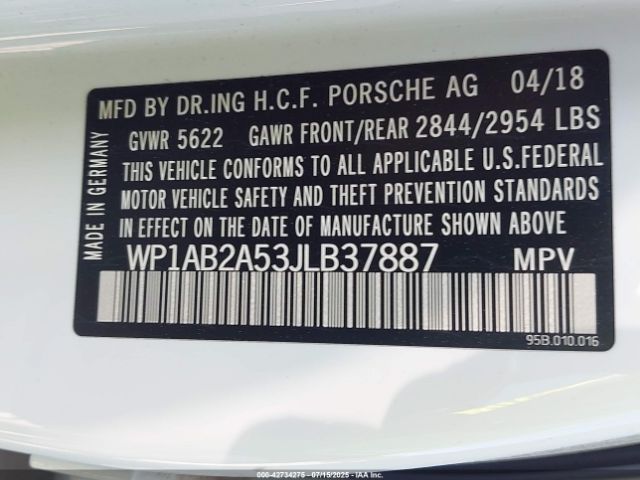 MFD BY DR.ING H.C.F. PORSCHE AG 04/18
GVWR 5622 GAWR FRONT/REAR 2844/2954 LBS
THIS VEHICLE CONFORMS TO ALL APPLICABLE U.S.FEDERAL
MOTOR VEHICLE SAFETY AND THEFT PREVENTION STANDARDS
IN EFFECT ON THE DATE OF MANUFACTURE SHOWN ABOVE
WP1AB2A53JLB37887 MPV
95B.010.016
MADE IN GERMANY
000-42734275 - 07/15/2025 - IAA Inc.